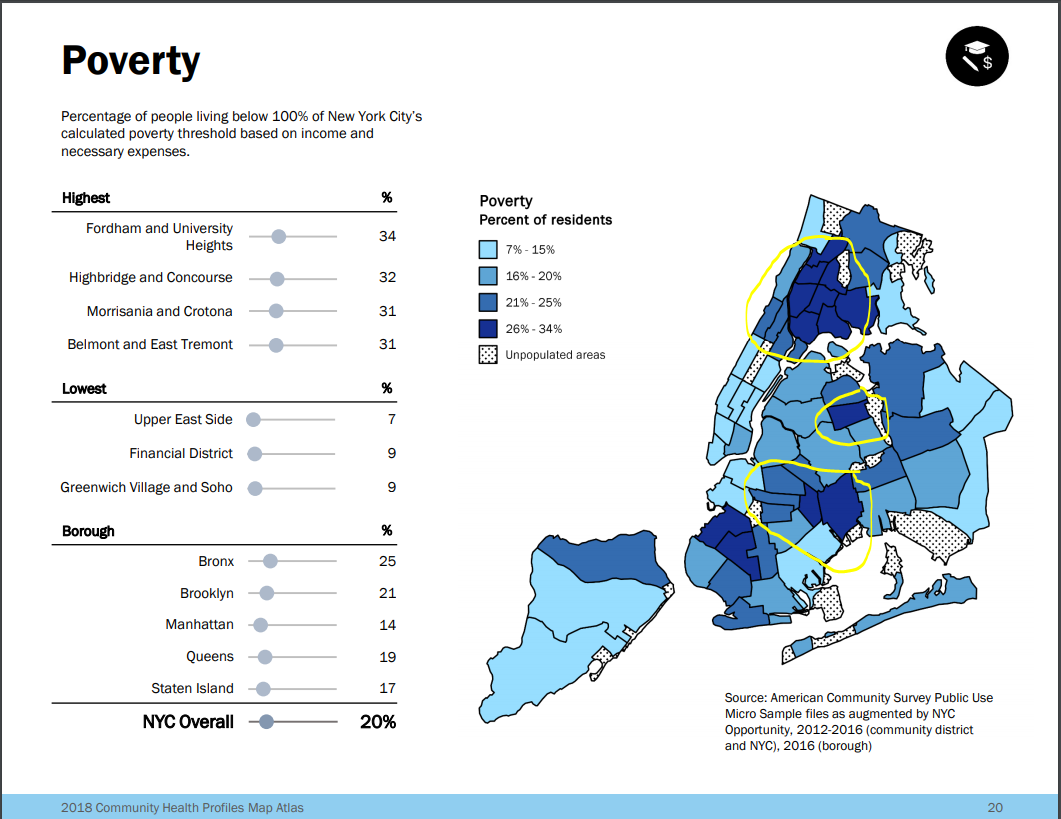 Poverty
$
Percentage of people living below 100% of New York City's
calculated poverty threshold based on income and
necessary expenses.
Highest %
Fordham and University
Heights 34
Highbridge and Concourse 32
Morrisania and Crotona 31
Belmont and East Tremont 31
Lowest %
Upper East Side 7
Financial District 9
Greenwich Village and Soho 9
Borough %
Bronx 25
Brooklyn 21
Manhattan 14
Queens 19
Staten Island 17
NYC Overall 20%
Poverty
Percent of residents
7% - 15%
16% - 20%
21% - 25%
26% - 34%
Unpopulated areas
Source: American Community Survey Public Use
Micro Sample files as augmented by NYC
Opportunity, 2012-2016 (community district
and NYC), 2016 (borough)
2018 Community Health Profiles Map Atlas 20